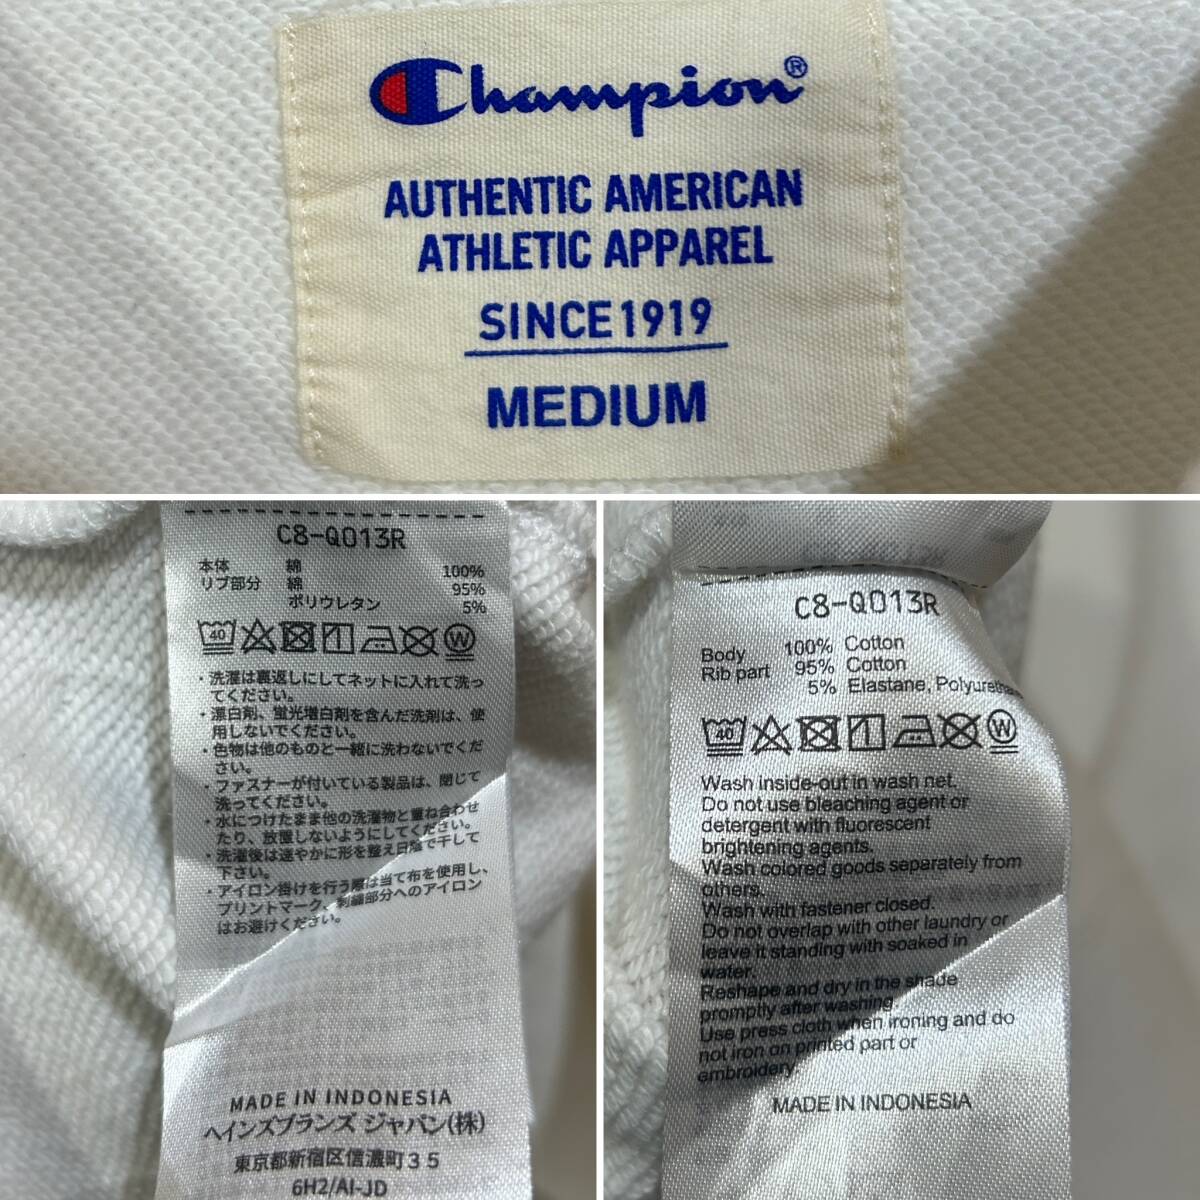 Champion®
AUTHENTIC AMERICAN
ATHLETIC APPAREL
SINCE 1919
MEDIUM
C8-Q013R
本体 綿 100%
リブ部分 綿 95%
ポリウレタン 5%
40 W
・洗濯は裏返しにしてネットに入れて洗っ
てください。
・漂白剤、蛍光増白剤を含んだ洗剤は、使
用しないでください。
・色物は他のものと一緒に洗わないでくだ
さい。
・ファスナーが付いている製品は、閉じて
洗ってください。
・水につけたまま他の洗濯物と重ね合わせ
たり、放置しないようにしてください。
・洗濯後は速やかに形を整え日陰で干して
下さい。
・アイロン掛けを行う際は当て布を使用し、
プリントマーク、刺繍部分へのアイロン
はお避けください。
MADE IN INDONESIA
ヘインズブランズ ジャパン(株)
東京都新宿区信濃町35
6H2/AI-JD
C8-Q013R
Body 100% Cotton
Rib part 95% Cotton
5% Elastane, Polyurethane
40 W
Wash inside-out in wash net.
Do not use bleaching agent or
detergent with fluorescent
brightening agents.
Wash colored goods separately from
others.
Wash with fastener closed.
Do not overlap with other laundry or
leave it standing with soaked in
water.
Reshape and dry in the shade
promptly after washing.
Use press cloth when ironing and do
not iron on printed part or
embroidery.
MADE IN INDONESIA